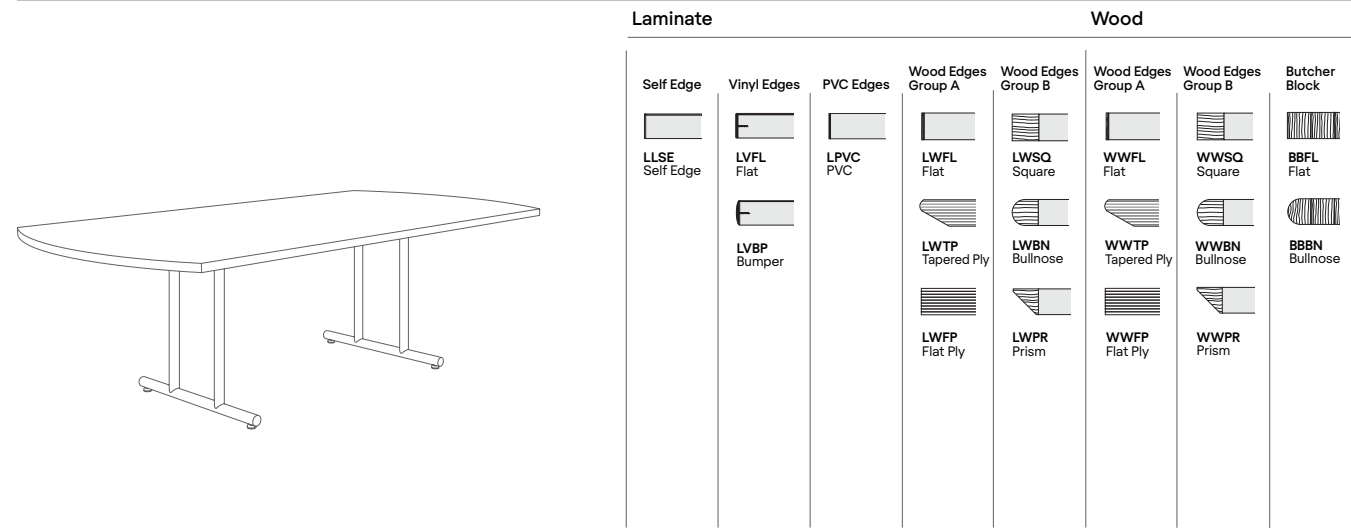 Laminate
Wood
Self Edge
Vinyl Edges
PVC Edges
Wood Edges
Group A
Wood Edges
Group B
Wood Edges
Group A
Wood Edges
Group B
Butcher
Block
LLSE
Self Edge
LVFL
Flat
LPVC
PVC
LWFL
Flat
LWSQ
Square
WWFL
Flat
WWSQ
Square
BBFL
Flat
LVBP
Bumper
LWTP
Tapered Ply
LWBN
Bullnose
WWTP
Tapered Ply
WWBN
Bullnose
BBBN
Bullnose
LWFP
Flat Ply
LWPR
Prism
WWFP
Flat Ply
WWPR
Prism